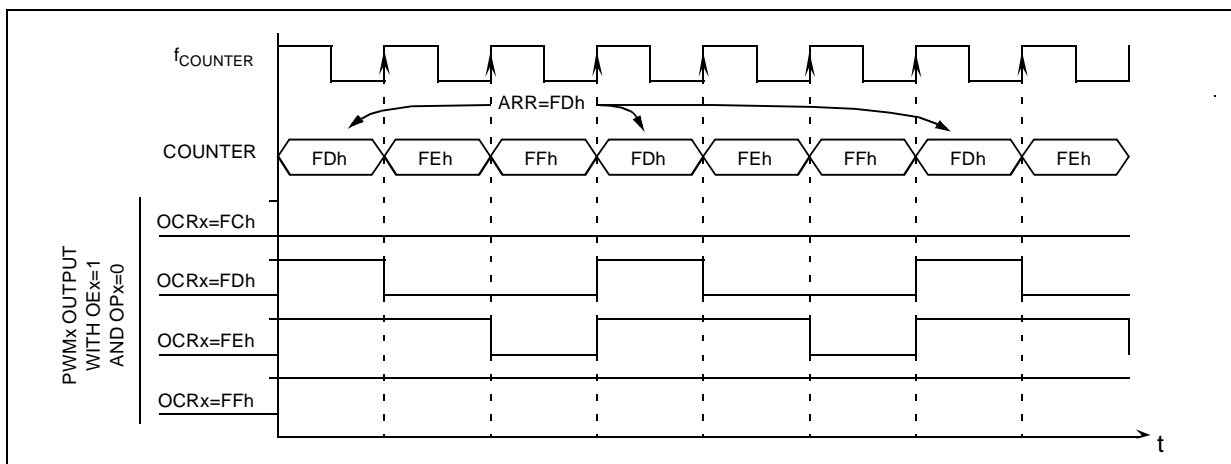 fCOUNTER
ARR=FDh
COUNTER
FDh FEh FFh FDh FEh FFh FDh FEh
PWMx OUTPUT
WITH OEx=1
AND OPx=0
OCRx=FCh
OCRx=FDh
OCRx=FEh
OCRx=FFh
t